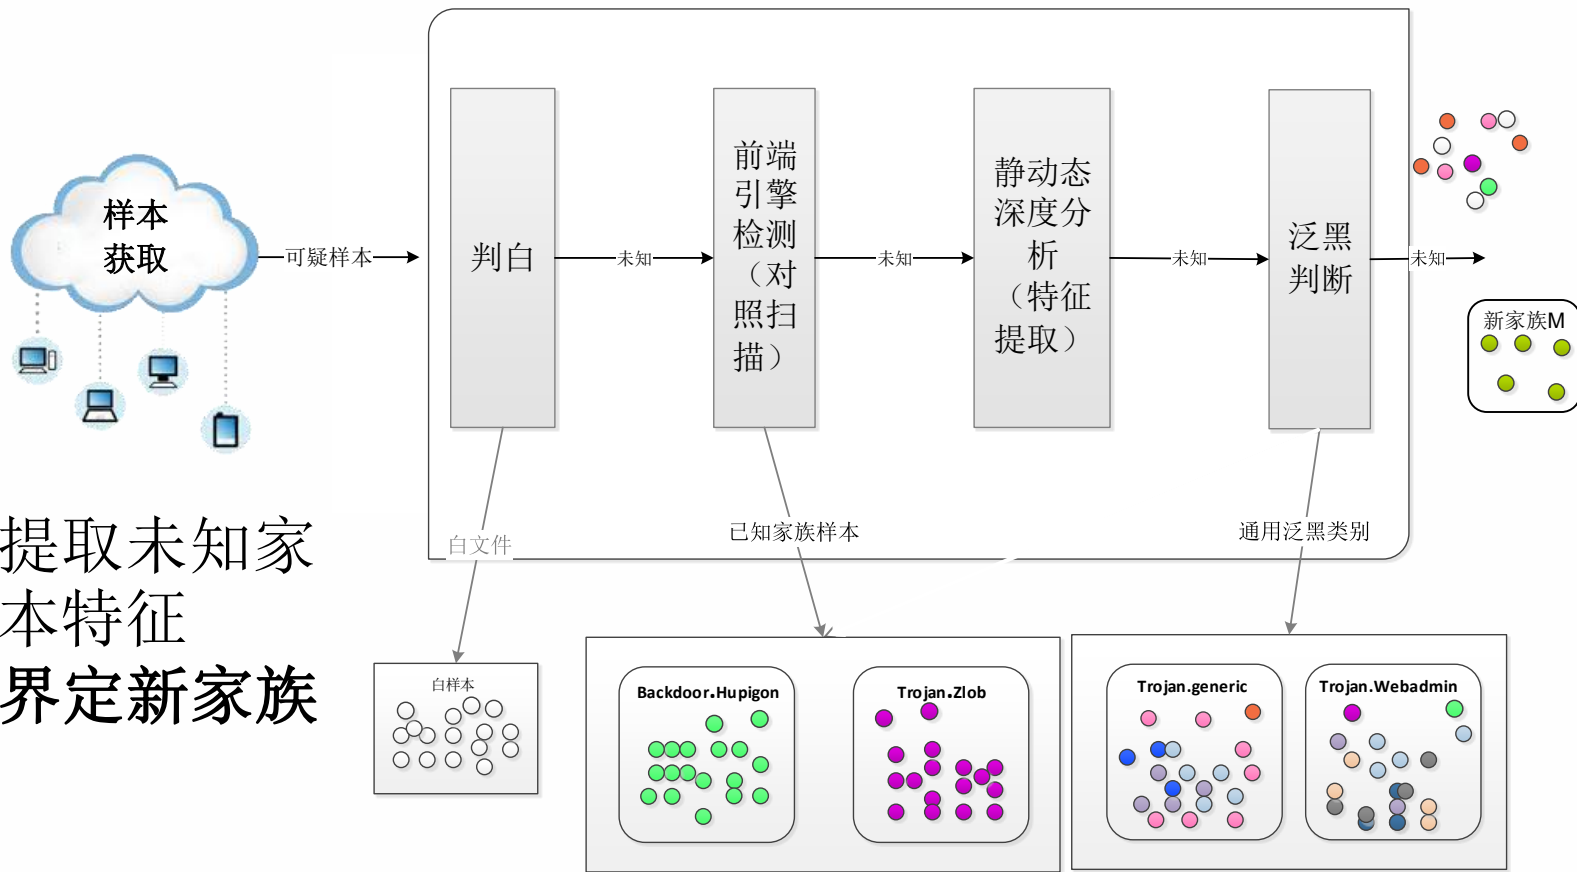 样本
获取
可疑样本
判白
未知
前端
引擎
检测
（对
照扫
描）
未知
静动态
深度分
析
（特征
提取）
未知
泛黑
判断
未知
新家族M
白文件
已知家族样本
通用泛黑类别
提取未知家
本特征
界定新家族
白样本
Backdoor.Hupigon
Trojan.Zlob
Trojan.generic
Trojan.Webadmin